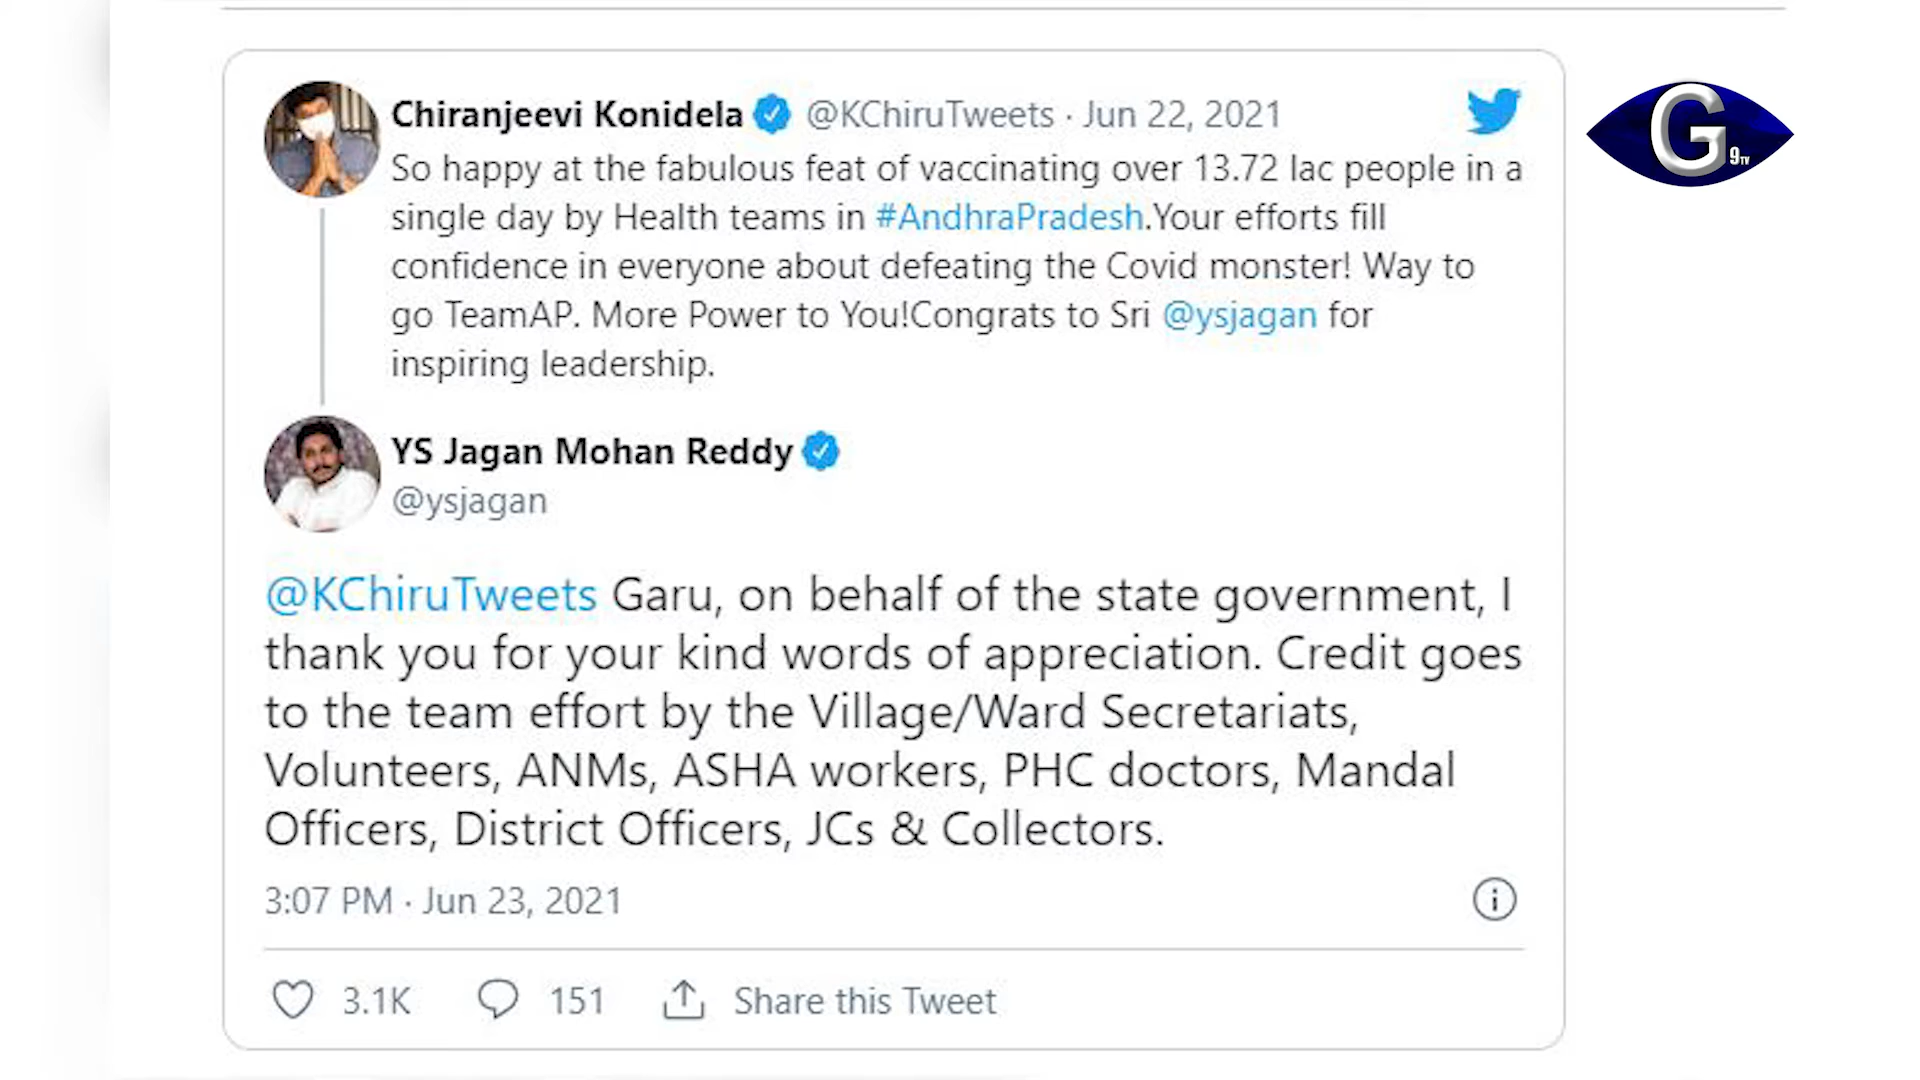 Chiranjeevi Konidela @KChiruTweets · Jun 22, 2021
So happy at the fabulous feat of vaccinating over 13.72 lac people in a
single day by Health teams in #AndhraPradesh.Your efforts fill
confidence in everyone about defeating the Covid monster! Way to
go TeamAP. More Power to You!Congrats to Sri @ysjagan for
inspiring leadership.
G9TV
YS Jagan Mohan Reddy
@ysjagan
@KChiruTweets Garu, on behalf of the state government, I
thank you for your kind words of appreciation. Credit goes
to the team effort by the Village/Ward Secretariats,
Volunteers, ANMs, ASHA workers, PHC doctors, Mandal
Officers, District Officers, JCs & Collectors.
3:07 PM · Jun 23, 2021
3.1K 151 Share this Tweet